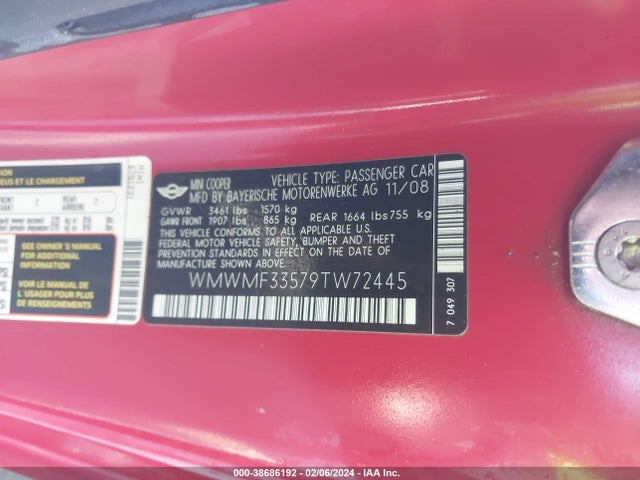 MINI COOPER VEHICLE TYPE: PASSENGER CAR
MFD BY BAYERISCHE MOTORENWERKE AG 11/08
GVWR 3461 lbs 1570 kg
GAWR FRONT 1907 lbs 865 kg REAR 1664 lbs 755 kg
THIS VEHICLE CONFORMS TO ALL APPLICABLE U.S.
FEDERAL MOTOR VEHICLE SAFETY, BUMPER AND THEFT
PREVENTION STANDARDS IN EFFECT ON THE DATE OF
MANUFACTURE SHOWN ABOVE.
WMWMF33579TW72445
7 049 307
SEE OWNER'S MANUAL
FOR ADDITIONAL
INFORMATION
VOIR LE MANUEL DE
L'USAGER POUR PLUS
DE RENSEIGNEMENTS
000-38686192 - 02/06/2024 - IAA Inc.